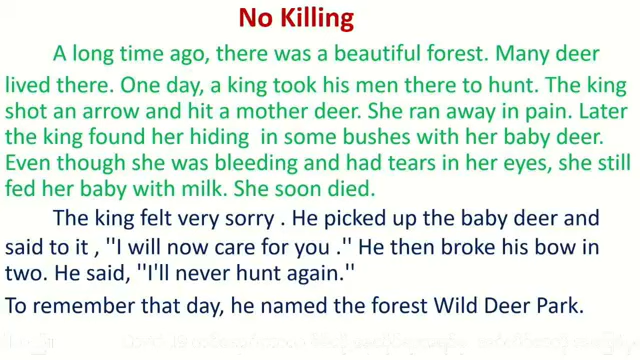 No Killing
A long time ago, there was a beautiful forest. Many deer
lived there. One day, a king took his men there to hunt. The king
shot an arrow and hit a mother deer. She ran away in pain. Later
the king found her hiding  in some bushes with her baby deer.
Even though she was bleeding and had tears in her eyes, she still
fed her baby with milk. She soon died.
The king felt very sorry . He picked up the baby deer and
said to it , ''I will now care for you .'' He then broke his bow in
two. He said, ''I'll never hunt again.''
To remember that day, he named the forest Wild Deer Park.